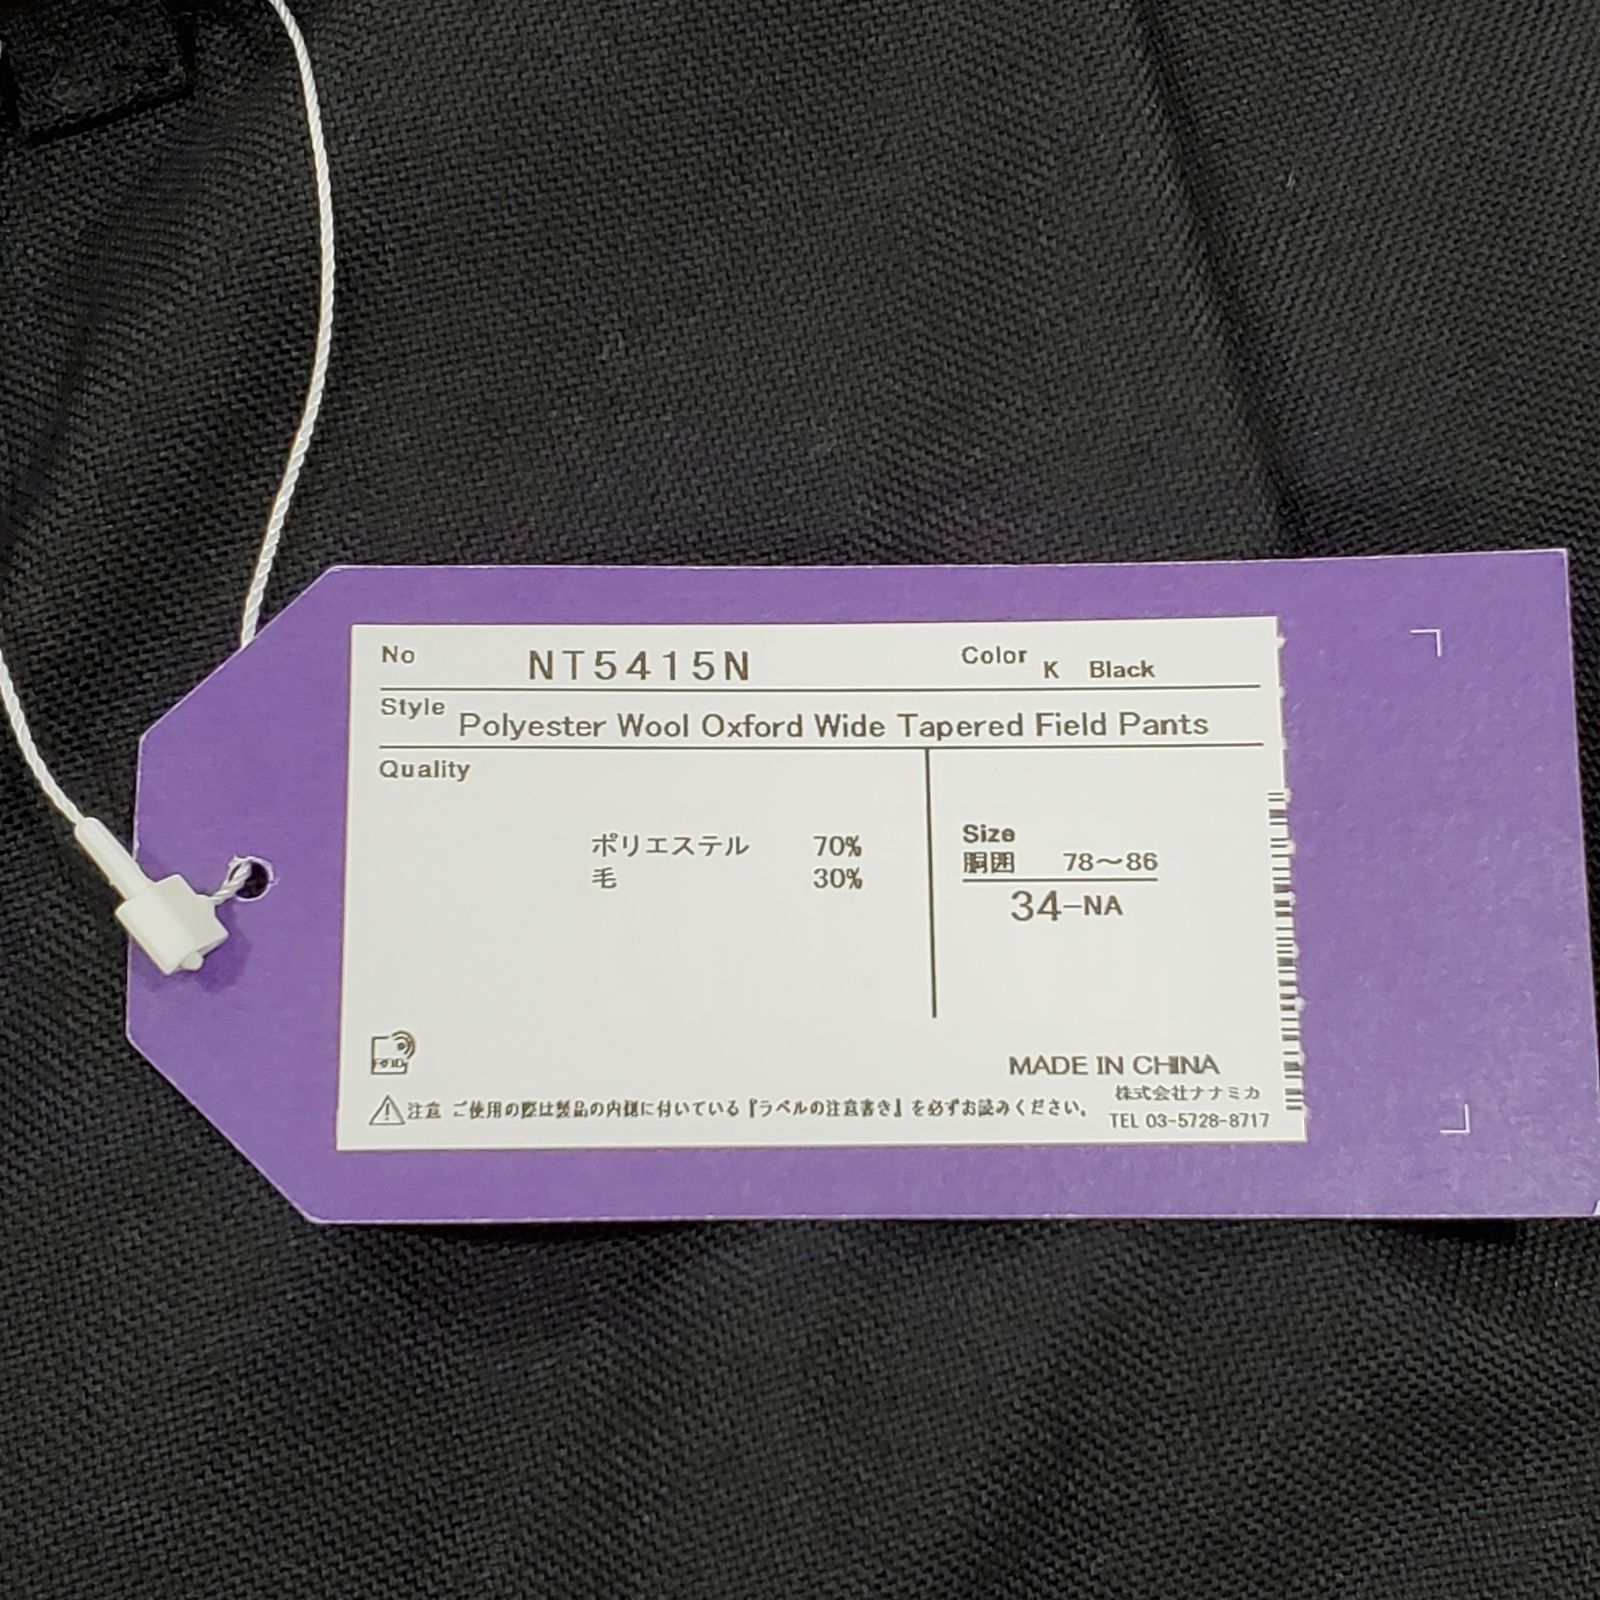 No NT5415N Color K Black
Style Polyester Wool Oxford Wide Tapered Field Pants
Quality
ポリエステル 70%
毛 30%
Size
胴囲 78～86
34-NA
RFID
MADE IN CHINA
株式会社ナナミカ
注意 ご使用の際は製品の内側に付いている『ラベルの注意書き』を必ずお読みください。
TEL 03-5728-8717